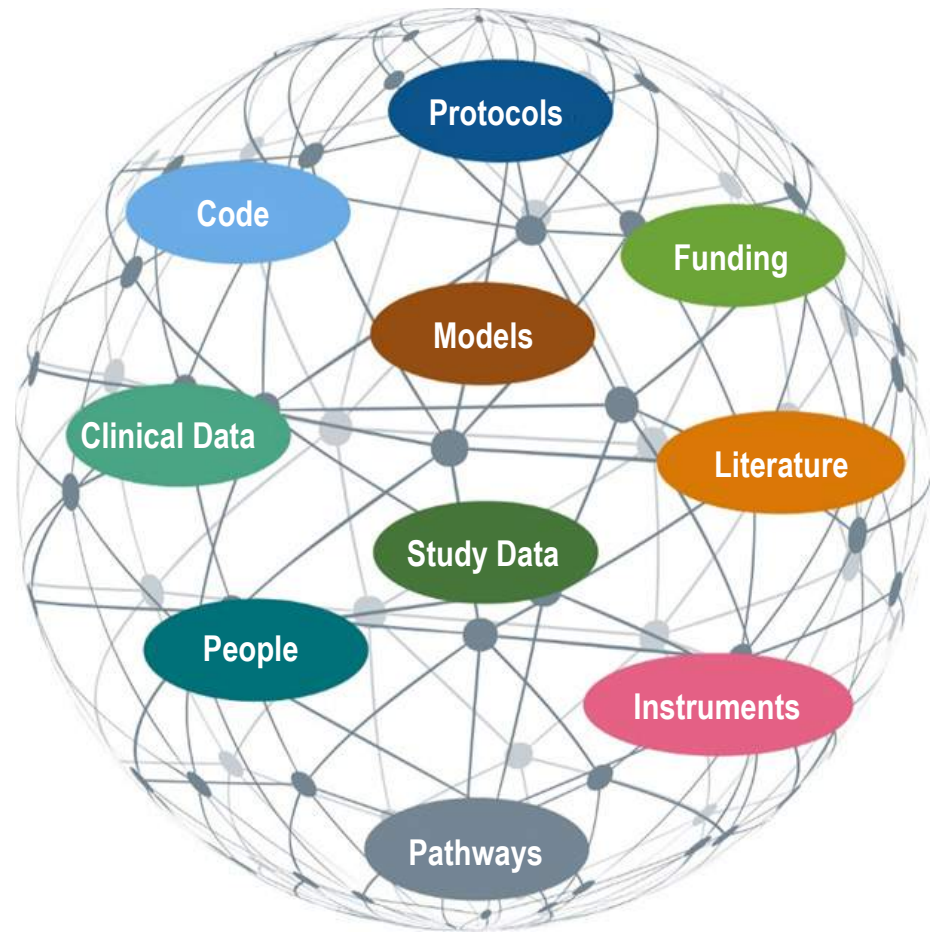 Protocols
Code
Funding
Models
Clinical Data
Literature
Study Data
People
Instruments
Pathways